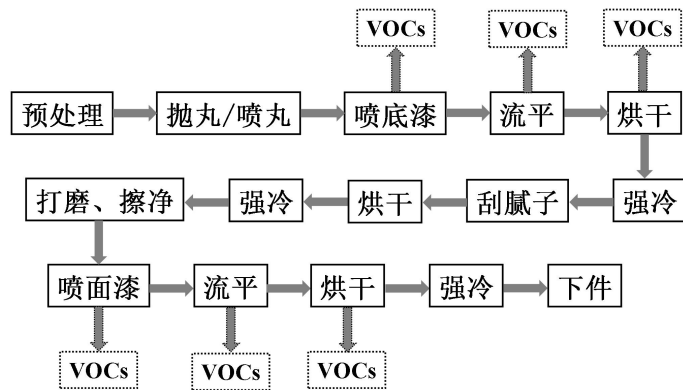 VOCs VOCs VOCs
预处理 抛丸/喷丸 喷底漆 流平 烘干
打磨、擦净 强冷 烘干 刮腻子 强冷
喷面漆 流平 烘干 强冷 下件
VOCs VOCs VOCs